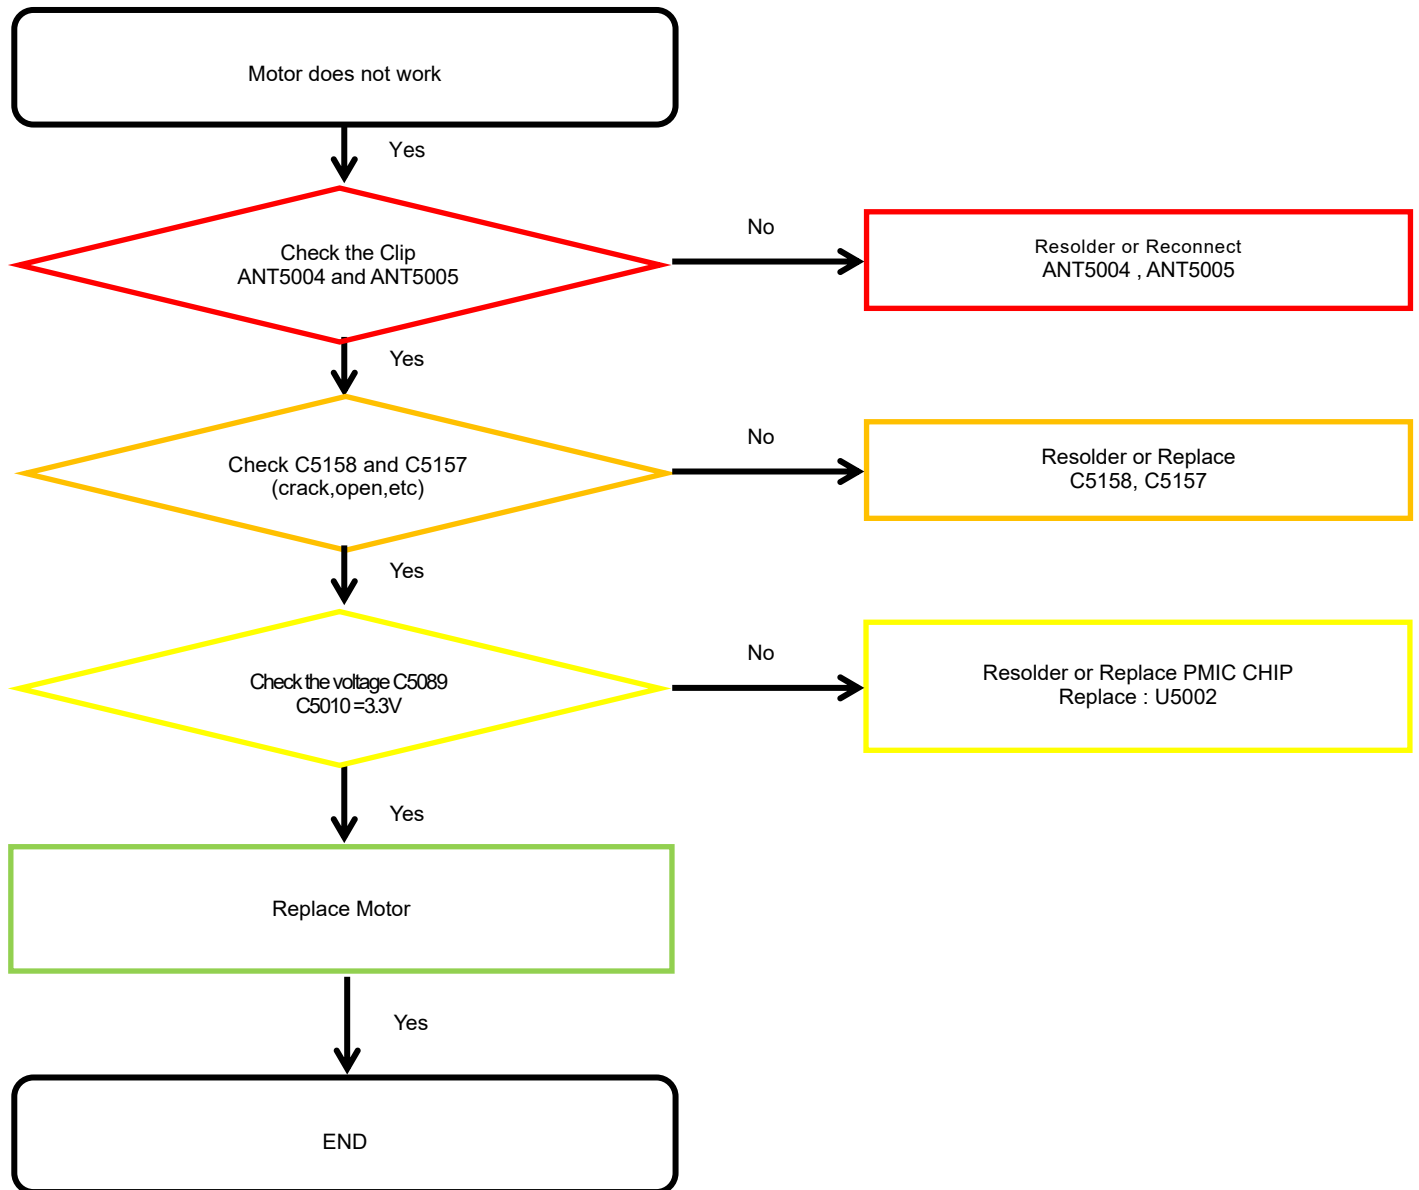 Motor does not work
Yes
Check the Clip
ANT5004 and ANT5005
No
Resolder or Reconnect
ANT5004 , ANT5005
Yes
Check C5158 and C5157
(crack,open,etc)
No
Resolder or Replace
C5158, C5157
Yes
Check the voltage C5089
C5010 =3.3V
No
Resolder or Replace PMIC CHIP
Replace : U5002
Yes
Replace Motor
Yes
END